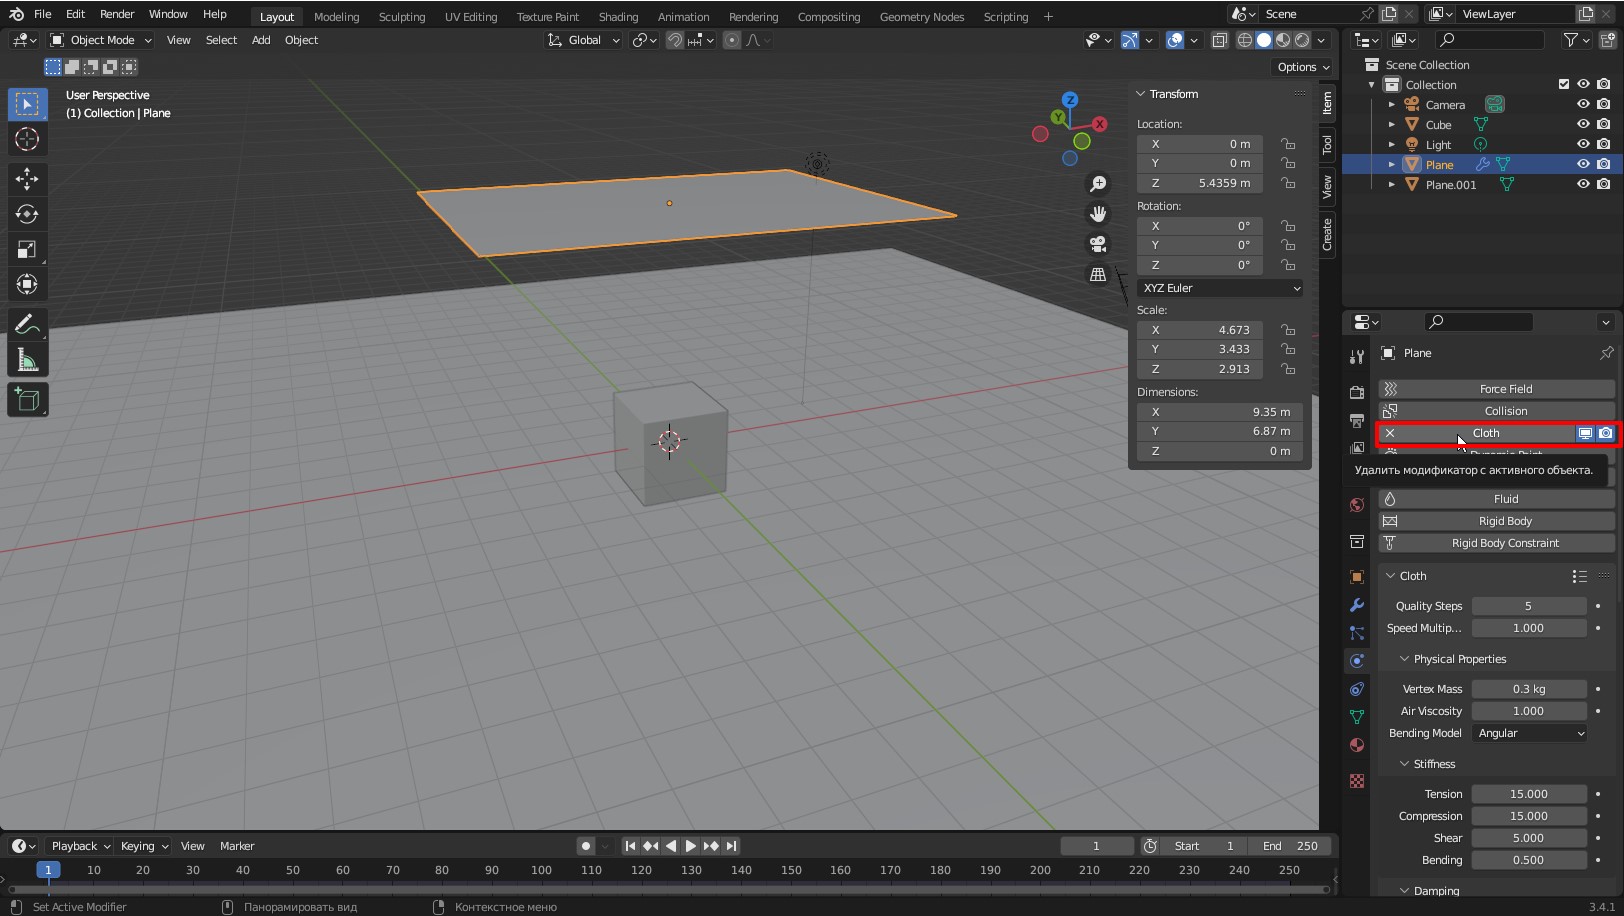 File Edit Render Window Help
Layout Modeling Sculpting UV Editing Texture Paint Shading Animation Rendering Compositing Geometry Nodes Scripting +
Scene
ViewLayer
Object Mode View Select Add Object
Global
Options
User Perspective
(1) Collection | Plane
Z
Y
X
Transform
Location:
X 0 m
Y 0 m
Z 5.4359 m
Rotation:
X 0°
Y 0°
Z 0°
XYZ Euler
Scale:
X 4.673
Y 3.433
Z 2.913
Dimensions:
X 9.35 m
Y 6.87 m
Z 0 m
Item
Tool
View
Create
Scene Collection
Collection
Camera
Cube
Light
Plane
Plane.001
Plane
Force Field
Collision
Cloth
Удалить модификатор с активного объекта.
Fluid
Rigid Body
Rigid Body Constraint
Cloth
Quality Steps 5
Speed Multip... 1.000
Physical Properties
Vertex Mass 0.3 kg
Air Viscosity 1.000
Bending Model Angular
Stiffness
Tension 15.000
Compression 15.000
Shear 5.000
Bending 0.500
Damping
Playback Keying View Marker
1 Start 1 End 250
1 10 20 30 40 50 60 70 80 90 100 110 120 130 140 150 160 170 180 190 200 210 220 230 240 250
Set Active Modifier Панорамировать вид Контекстное меню 3.4.1